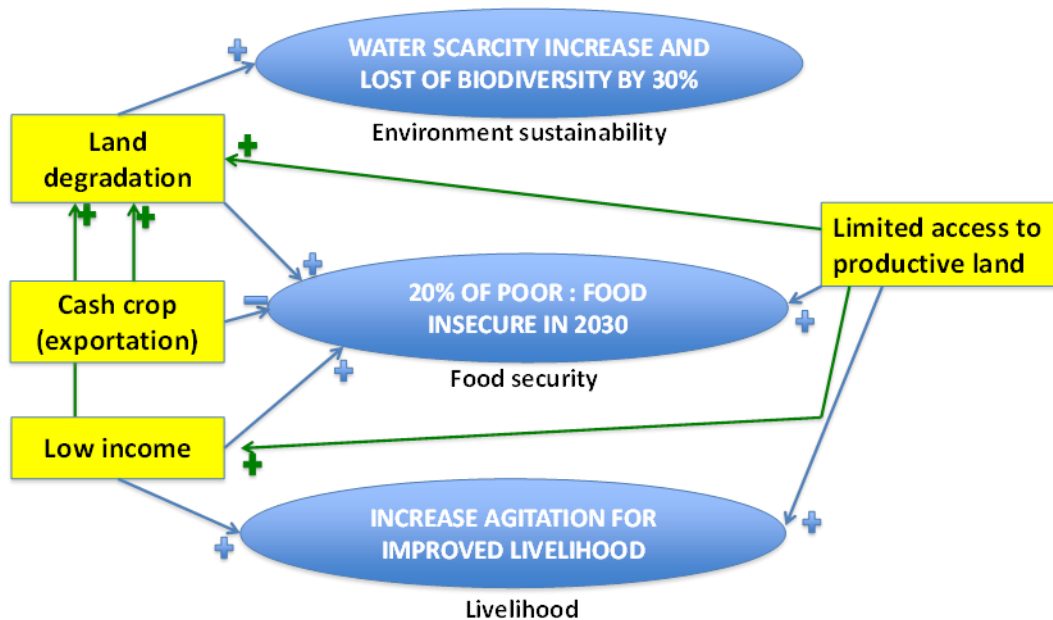 WATER SCARCITY INCREASE AND
LOST OF BIODIVERSITY BY 30%
Environment sustainability
Land
degradation
Limited access to
productive land
Cash crop
(exportation)
20% OF POOR : FOOD
INSECURE IN 2030
Food security
Low income
INCREASE AGITATION FOR
IMPROVED LIVELIHOOD
Livelihood